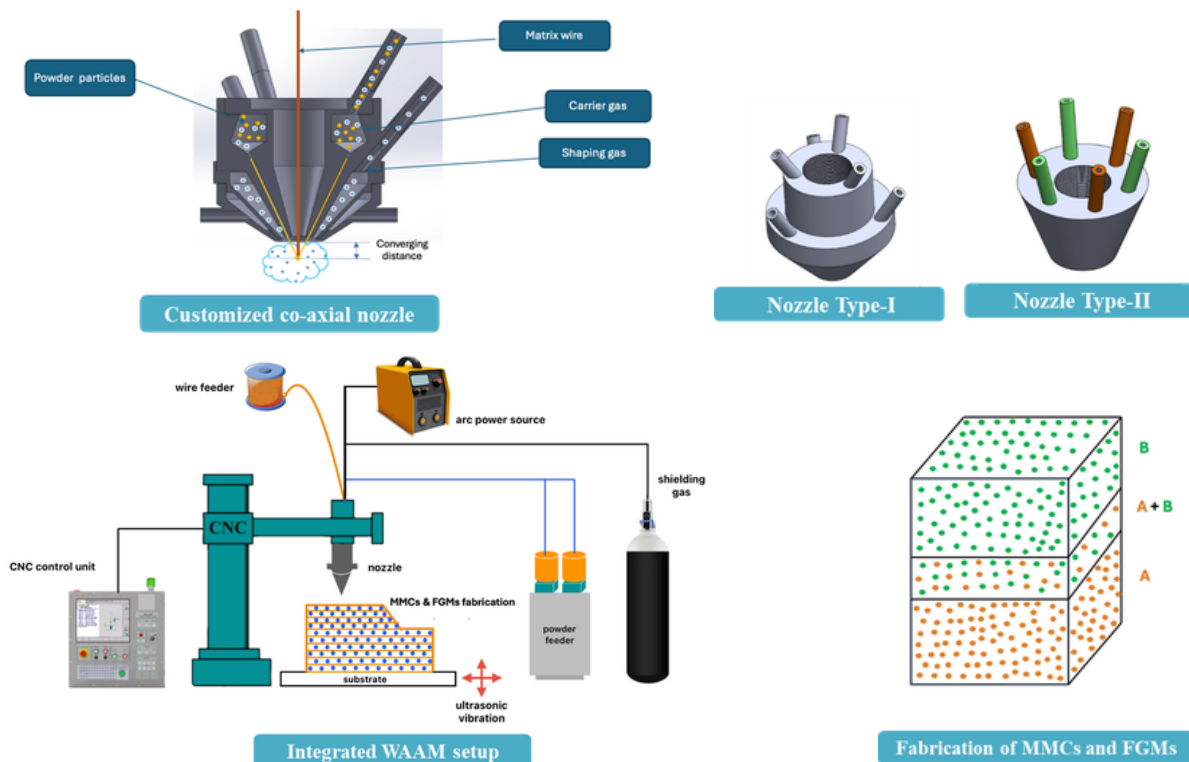 Matrix wire
Powder particles
Carrier gas
Shaping gas
Converging
distance
Customized co-axial nozzle
Nozzle Type-I
Nozzle Type-II
wire feeder
arc power source
shielding
gas
CNC
CNC control unit
nozzle
MMCs & FGMs fabrication
powder
feeder
substrate
ultrasonic
vibration
Integrated WAAM setup
B
A + B
A
Fabrication of MMCs and FGMs